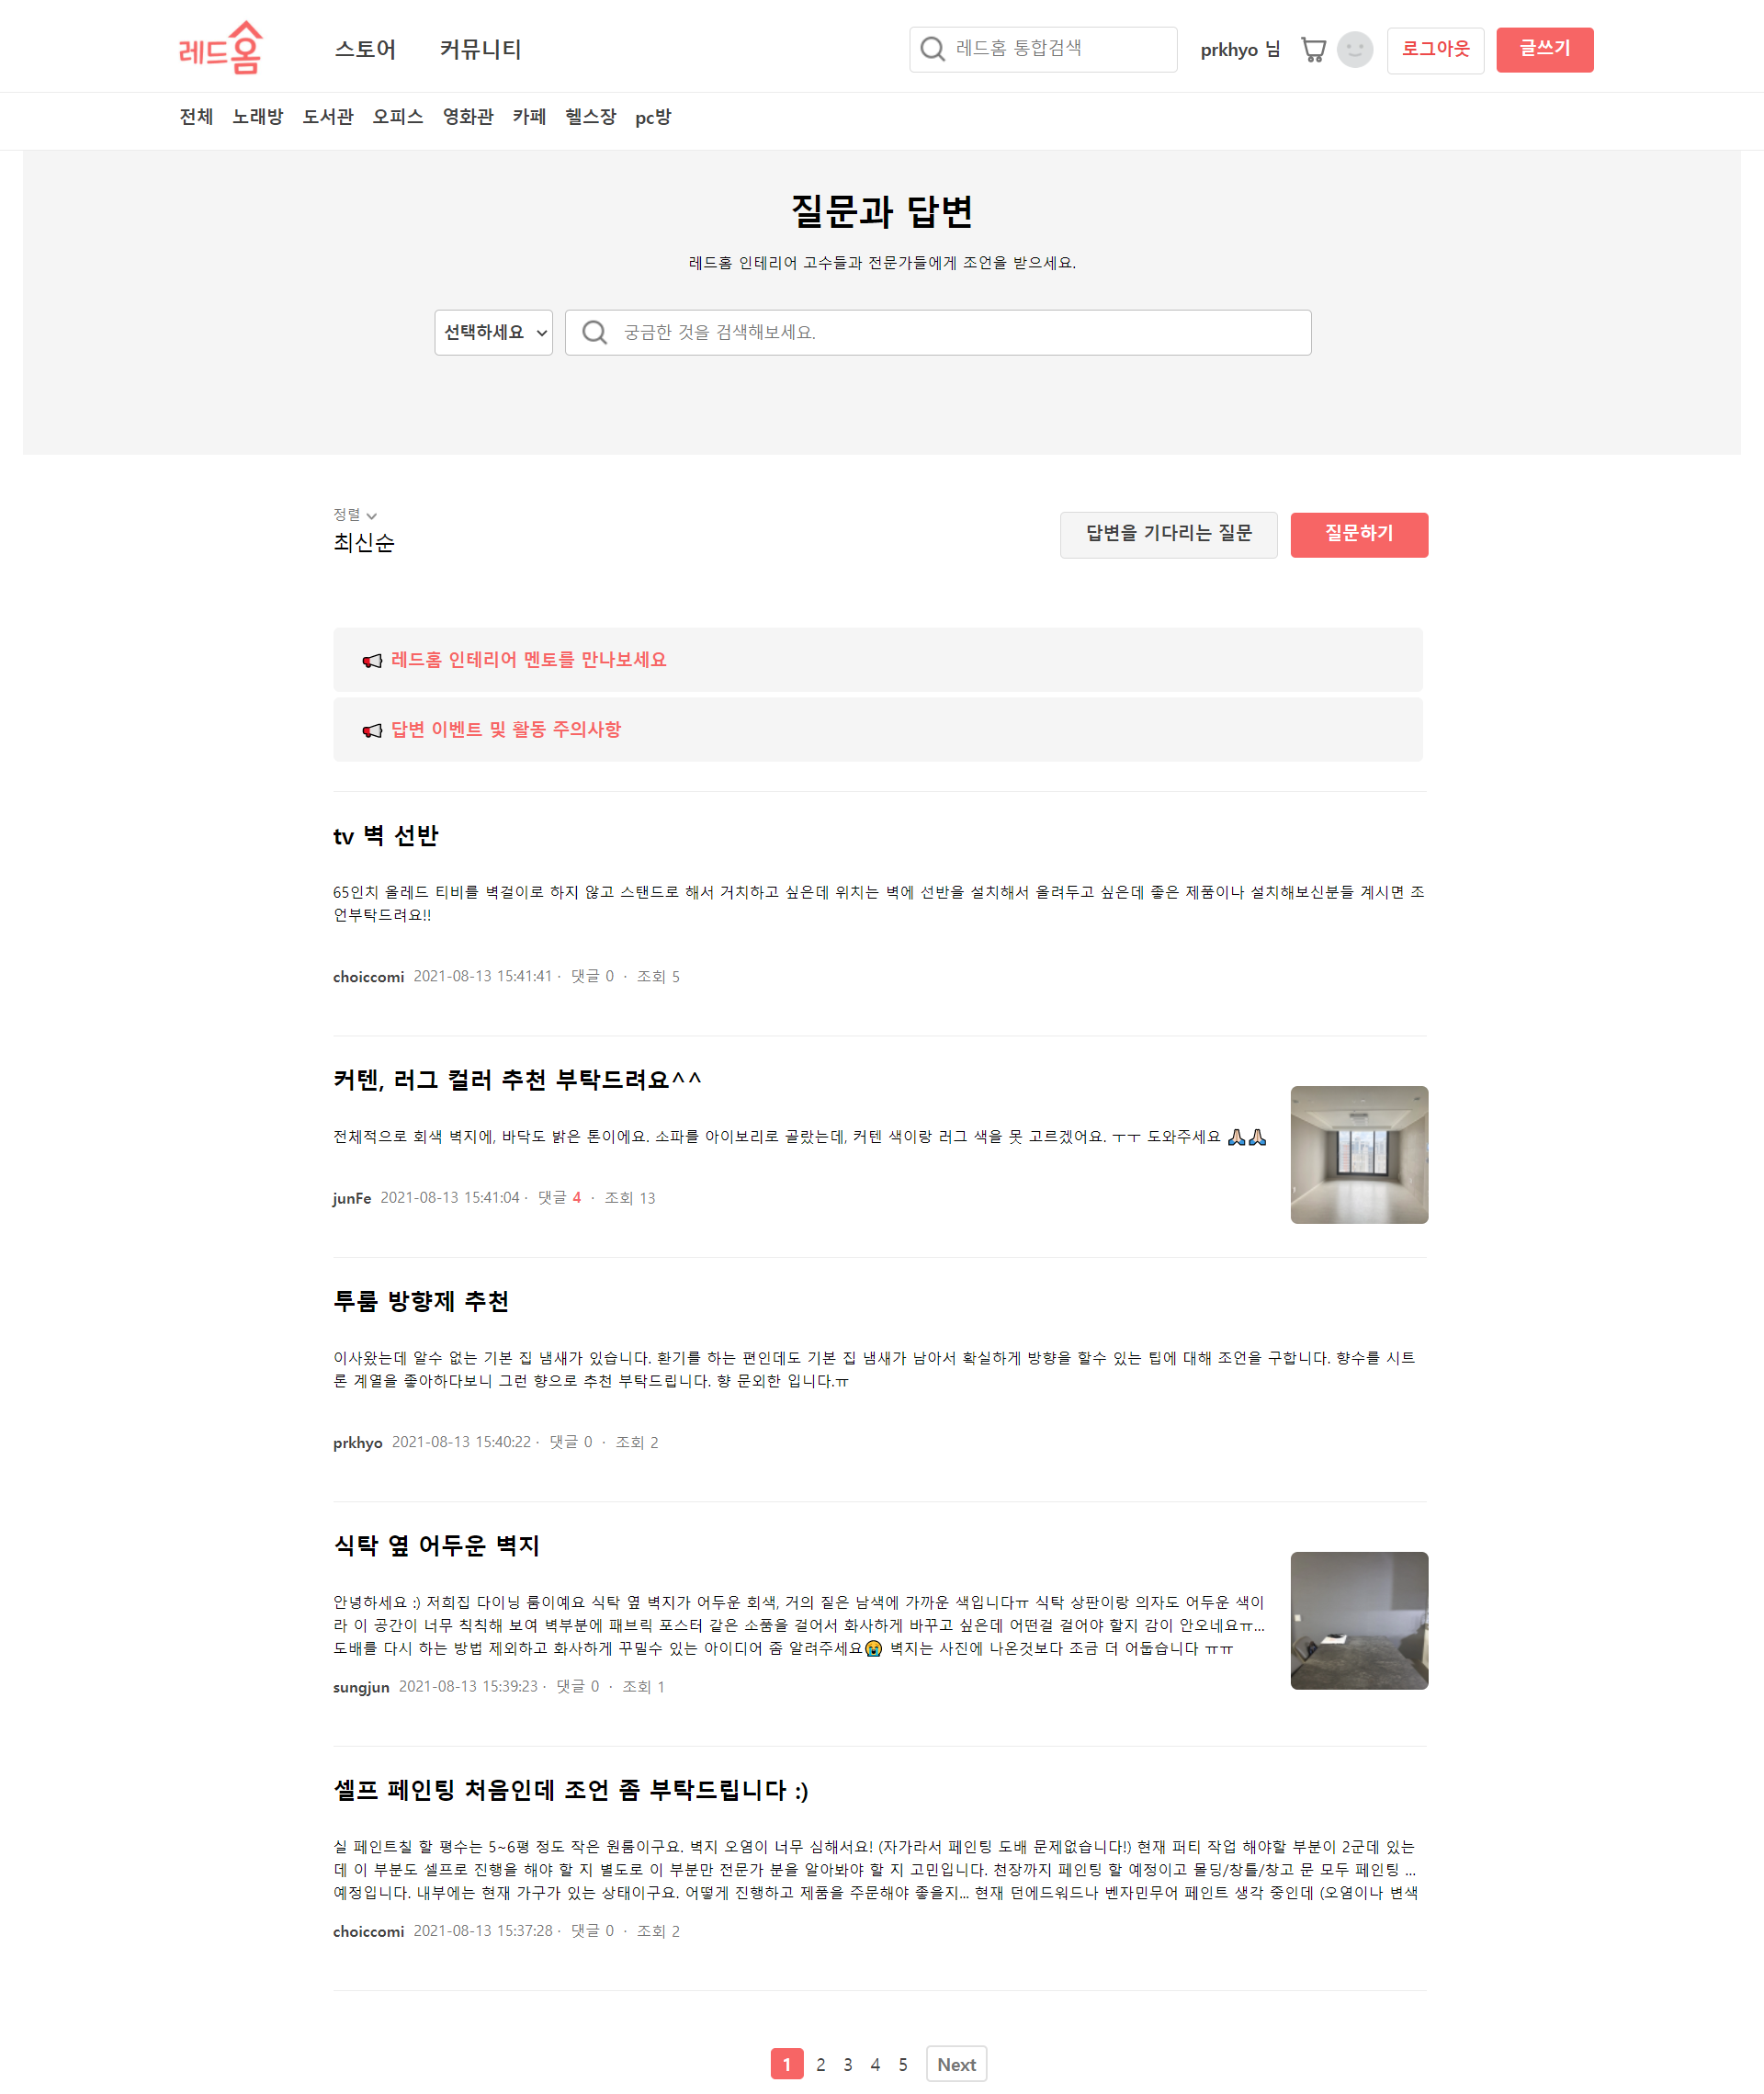 레드홈
스토어
커뮤니티
레드홈 통합검색
prkhyo 님
로그아웃
글쓰기
전체 노래방 도서관 오피스 영화관 카페 헬스장 pc방
질문과 답변
레드홈 인테리어 고수들과 전문가들에게 조언을 받으세요.
선택하세요
궁금한 것을 검색해보세요.
정렬
최신순
답변을 기다리는 질문
질문하기
레드홈 인테리어 멘토를 만나보세요
답변 이벤트 및 활동 주의사항
tv 벽 선반
65인치 올레드 티비를 벽걸이로 하지 않고 스탠드로 해서 거치하고 싶은데 위치는 벽에 선반을 설치해서 올려두고 싶은데 좋은 제품이나 설치해보신분들 계시면 조
언부탁드려요!!
choiccomi 2021-08-13 15:41:41 · 댓글 0 · 조회 5
커텐, 러그 컬러 추천 부탁드려요^^
전체적으로 회색 벽지에, 바닥도 밝은 톤이에요. 소파를 아이보리로 골랐는데, 커텐 색이랑 러그 색을 못 고르겠어요. ㅜㅜ 도와주세요 🙏🏻🙏🏻
junFe 2021-08-13 15:41:04 · 댓글 4 · 조회 13
투룸 방향제 추천
이사왔는데 알수 없는 기본 집 냄새가 있습니다. 환기를 하는 편인데도 기본 집 냄새가 남아서 확실하게 방향을 할수 있는 팁에 대해 조언을 구합니다. 향수를 시트
론 계열을 좋아하다보니 그런 향으로 추천 부탁드립니다. 향 문외한 입니다.ㅠ
prkhyo 2021-08-13 15:40:22 · 댓글 0 · 조회 2
식탁 옆 어두운 벽지
안녕하세요 :) 저희집 다이닝 룸이예요 식탁 옆 벽지가 어두운 회색, 거의 짙은 남색에 가까운 색입니다ㅠ 식탁 상판이랑 의자도 어두운 색이
라 이 공간이 너무 칙칙해 보여 벽부분에 패브릭 포스터 같은 소품을 걸어서 화사하게 바꾸고 싶은데 어떤걸 걸어야 할지 감이 안오네요ㅠ...
도배를 다시 하는 방법 제외하고 화사하게 꾸밀수 있는 아이디어 좀 알려주세요😭 벽지는 사진에 나온것보다 조금 더 어둡습니다 ㅠㅠ
sungjun 2021-08-13 15:39:23 · 댓글 0 · 조회 1
셀프 페인팅 처음인데 조언 좀 부탁드립니다 :)
실 페인트칠 할 평수는 5~6평 정도 작은 원룸이구요. 벽지 오염이 너무 심해서요! (자가라서 페인팅 도배 문제없습니다!) 현재 퍼티 작업 해야할 부분이 2군데 있는
데 이 부분도 셀프로 진행을 해야 할 지 별도로 이 부분만 전문가 분을 알아봐야 할 지 고민입니다. 천장까지 페인팅 할 예정이고 몰딩/창틀/창고 문 모두 페인팅 ...
예정입니다. 내부에는 현재 가구가 있는 상태이구요. 어떻게 진행하고 제품을 주문해야 좋을지... 현재 던에드워드나 벤자민무어 페인트 생각 중인데 (오염이나 변색
choiccomi 2021-08-13 15:37:28 · 댓글 0 · 조회 2
1 2 3 4 5 Next